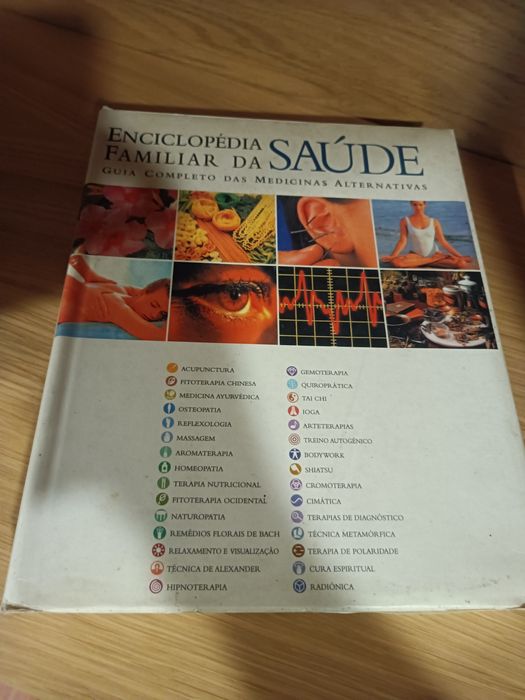 ENCICLOPÉDIA
FAMILIAR DA SAÚDE
GUIA COMPLETO DAS MEDICINAS ALTERNATIVAS
ACUPUNCTURA
FITOTERAPIA CHINESA
MEDICINA AYURVÉDICA
OSTEOPATIA
REFLEXOLOGIA
MASSAGEM
AROMATERAPIA
HOMEOPATIA
TERAPIA NUTRICIONAL
FITOTERAPIA OCIDENTAL
NATUROPATIA
REMÉDIOS FLORAIS DE BACH
RELAXAMENTO E VISUALIZAÇÃO
TÉCNICA DE ALEXANDER
HIPNOTERAPIA
GEMOTERAPIA
QUIROPRÁTICA
TAI CHI
IOGA
ARTETERAPIAS
TREINO AUTOGÉNICO
BODYWORK
SHIATSU
CROMOTERAPIA
CIMÁTICA
TERAPIAS DE DIAGNÓSTICO
TÉCNICA METAMÓRFICA
TERAPIA DE POLARIDADE
CURA ESPIRITUAL
RADIÓNICA